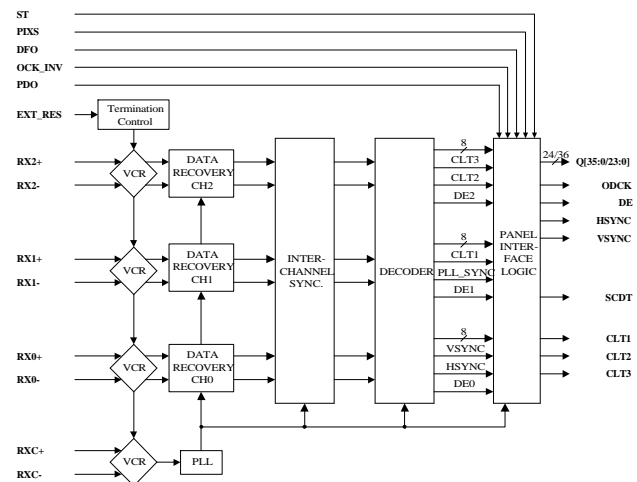 ST
PIXS
DFO
OCK_INV
PDO
EXT_RES
Termination
Control
RX2+
RX2-
VCR
DATA
RECOVERY
CH2
RX1+
RX1-
VCR
DATA
RECOVERY
CH1
RX0+
RX0-
VCR
DATA
RECOVERY
CH0
RXC+
RXC-
VCR
PLL
INTER-
CHANNEL
SYNC.
DECODER
8
CLT3
CLT2
DE2
8
CLT1
PLL_SYNC
DE1
8
VSYNC
HSYNC
DE0
PANEL
INTER-
FACE
LOGIC
24/36
Q[35:0/23:0]
ODCK
DE
HSYNC
VSYNC
SCDT
CLT1
CLT2
CLT3